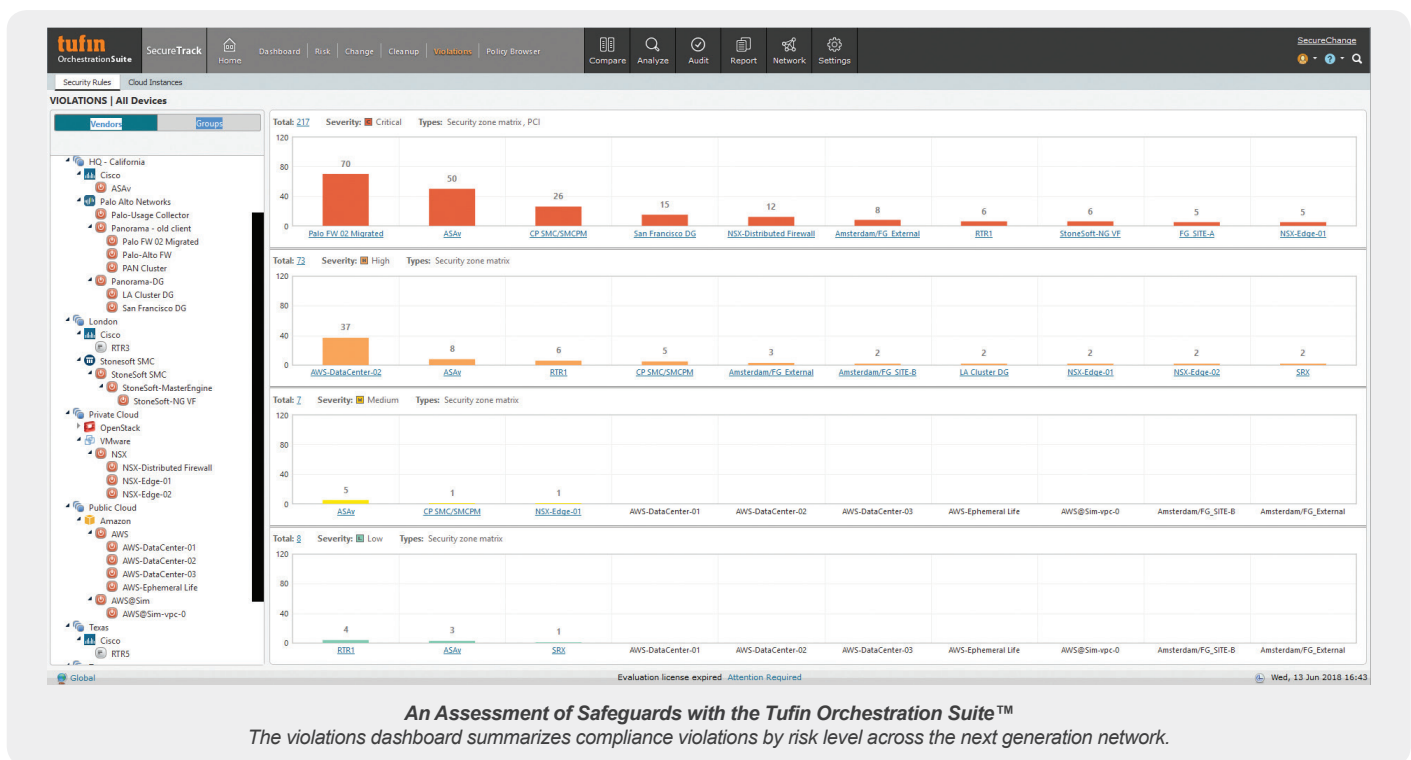 tufin
Orchestration Suite
SecureTrack
Home
Dashboard | Risk | Change | Cleanup | Violations | Policy Browser
Compare Analyze Audit Report Network Settings
SecureChange
Security Rules Cloud Instances
VIOLATIONS | All Devices
Vendors Groups
HQ - California
Cisco
ASAv
Palo Alto Networks
Palo-Usage Collector
Panorama - old client
Palo FW 02 Migrated
Palo-Alto FW
PAN Cluster
Panorama-DG
LA Cluster DG
San Francisco DG
London
Cisco
RTR3
Stonesoft SMC
StoneSoft SMC
StoneSoft-MasterEngine
StoneSoft-NG VF
Private Cloud
OpenStack
VMware
NSX
NSX-Distributed Firewall
NSX-Edge-01
NSX-Edge-02
Public Cloud
Amazon
AWS
AWS-DataCenter-01
AWS-DataCenter-02
AWS-DataCenter-03
AWS-Ephemeral Life
AWS@Sim
AWS@Sim-vpc-0
Texas
Cisco
RTR5
Total: 217 Severity: C Critical Types: Security zone matrix , PCI
120
80
40
0
70 50 26 15 12 8 6 6 5 5
Palo FW 02 Migrated ASAv CP SMC/SMCPM San Francisco DG NSX-Distributed Firewall Amsterdam/FG_External RTR1 StoneSoft-NG VF FG_SITE-A NSX-Edge-01
Total: 73 Severity: H High Types: Security zone matrix
120
80
40
0
37 8 6 5 3 2 2 2 2 2
AWS-DataCenter-02 ASAv RTR1 CP SMC/SMCPM Amsterdam/FG_External Amsterdam/FG_SITE-B LA Cluster DG NSX-Edge-01 NSX-Edge-02 SRX
Total: 7 Severity: M Medium Types: Security zone matrix
120
80
40
0
5 1 1
ASAv CP SMC/SMCPM NSX-Edge-01 AWS-DataCenter-01 AWS-DataCenter-02 AWS-DataCenter-03 AWS-Ephemeral Life AWS@Sim-vpc-0 Amsterdam/FG_SITE-B Amsterdam/FG_External
Total: 8 Severity: L Low Types: Security zone matrix
120
80
40
0
4 3 1
RTR1 ASAv SRX AWS-DataCenter-01 AWS-DataCenter-02 AWS-DataCenter-03 AWS-Ephemeral Life AWS@Sim-vpc-0 Amsterdam/FG_SITE-B Amsterdam/FG_External
Global Evaluation license expired Attention Required Wed, 13 Jun 2018 16:43
An Assessment of Safeguards with the Tufin Orchestration Suite™
The violations dashboard summarizes compliance violations by risk level across the next generation network.